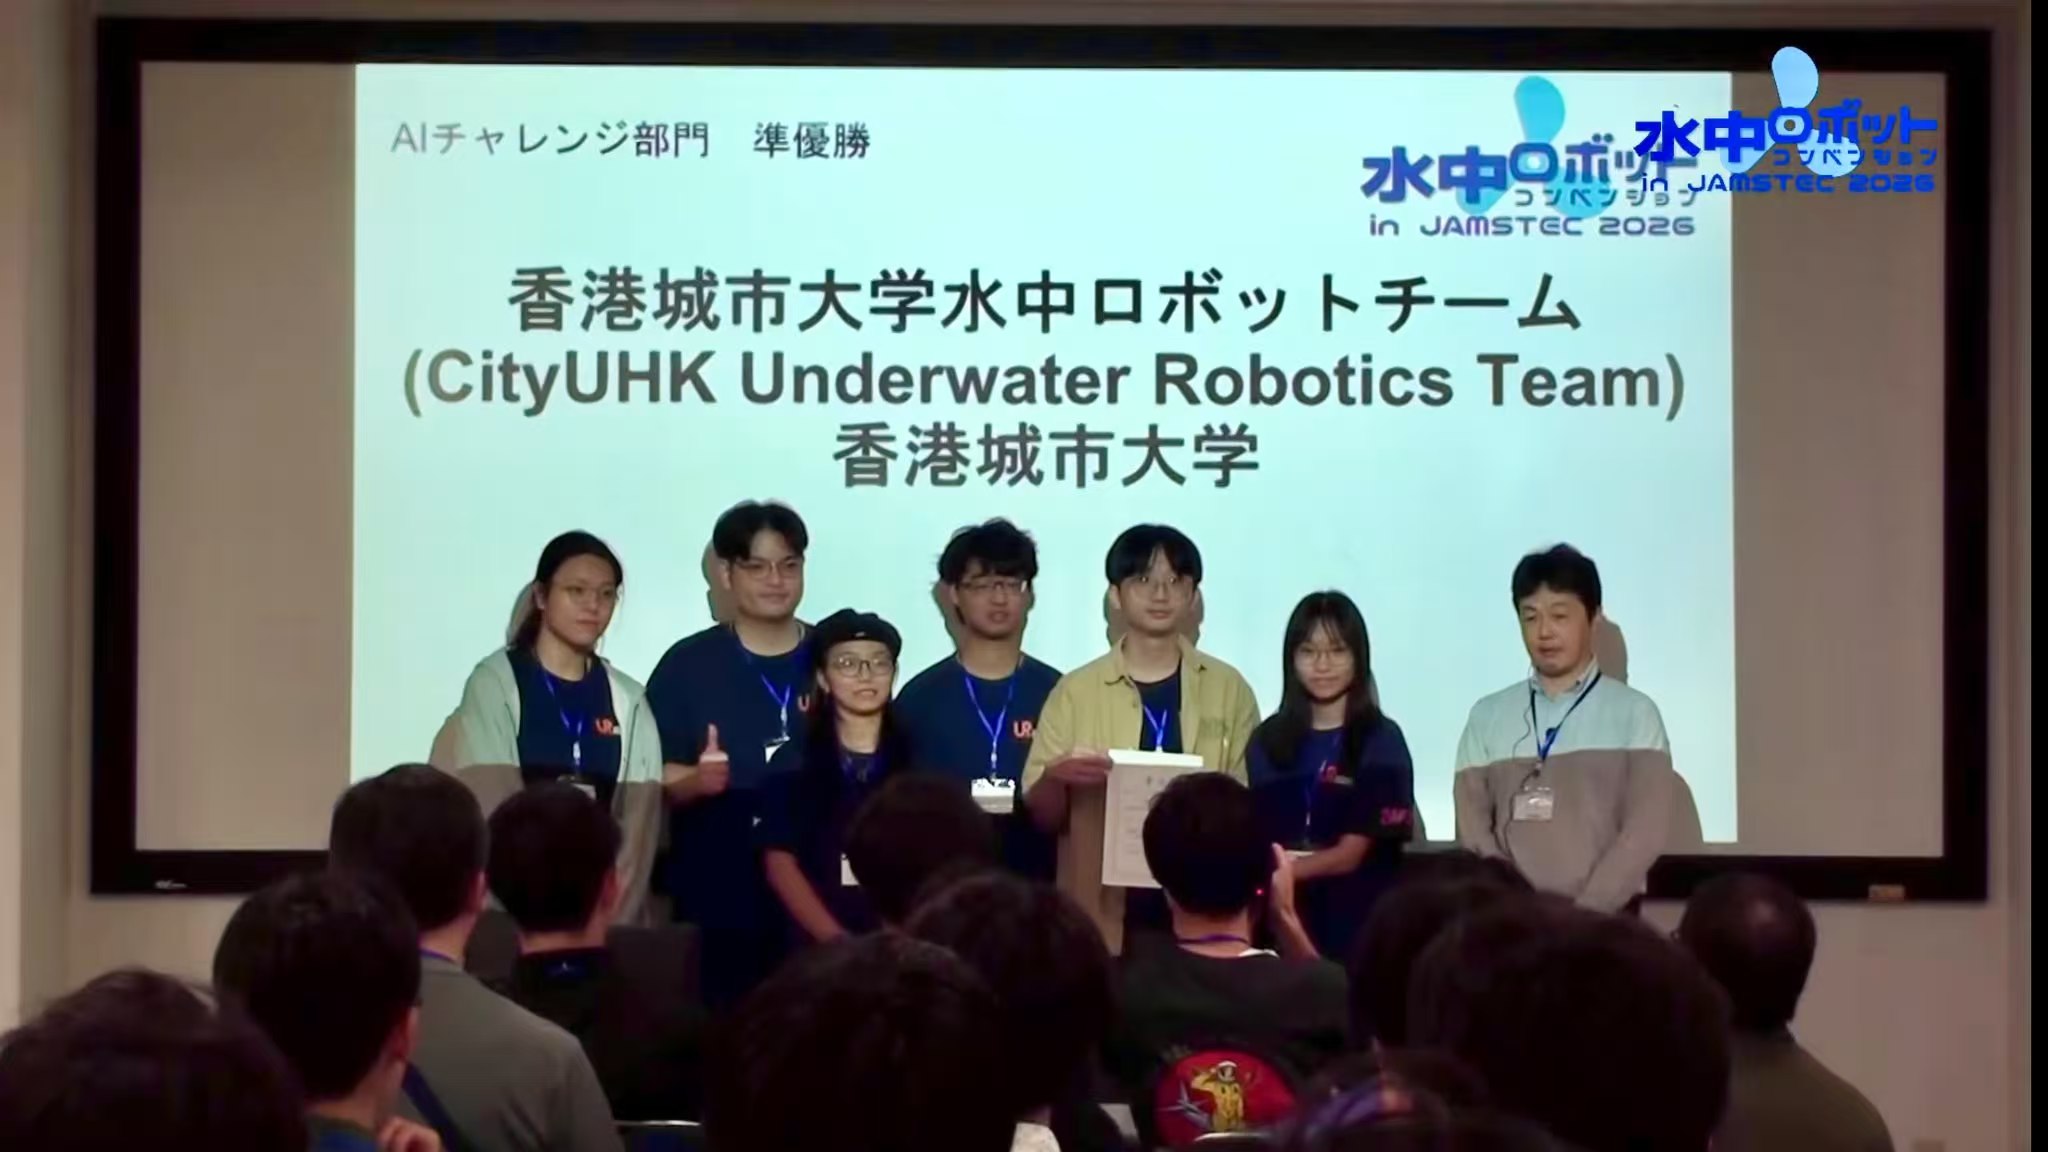 AIチャレンジ部門　準優勝
水中ロボット
コンベンション
in JAMSTEC 2026
水中ロボット
コンベンション
in JAMSTEC 2026
香港城市大学水中ロボットチーム
(CityUHK Underwater Robotics Team)
香港城市大学
UR
UR